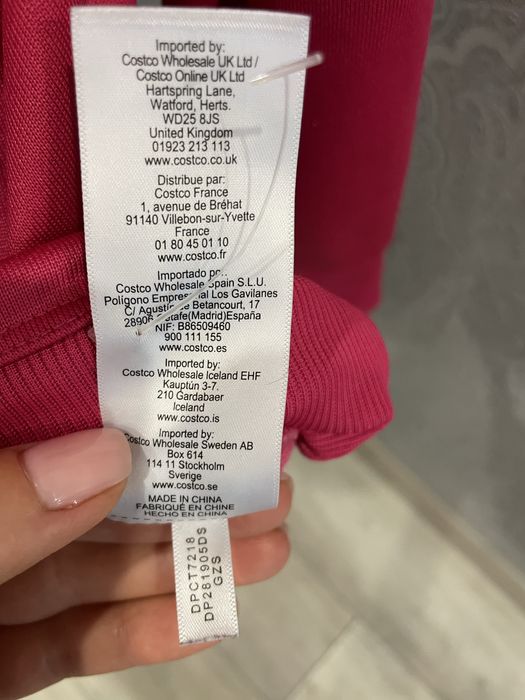 Imported by:
Costco Wholesale UK Ltd /
Costco Online UK Ltd
Hartspring Lane,
Watford, Herts.
WD25 8JS
United Kingdom
01923 213 113
www.costco.co.uk
Distribue par:
Costco France
1, avenue de Bréhat
91140 Villebon-sur-Yvette
France
01 80 45 01 10
www.costco.fr
Importado
Costco Wholesale Spain S.L.U.
Poligono Los Gavilanes
C/ Betancourt, 17
NIF: B86509460
900 111 155
www.costco.es
Imported by:
Costco Wholesale Iceland EHF
Kauptún 3-7.
210 Gardabaer
Iceland
www.costco.is
Imported by:
Costco Wholesale Sweden AB
Box 614
114 11 Stockholm
Sverige
www.costco.se
MADE IN CHINA
FABRIQUÉ EN CHINE
HECHO EN CHINA
DPCT7218
DP281905DS
GZS